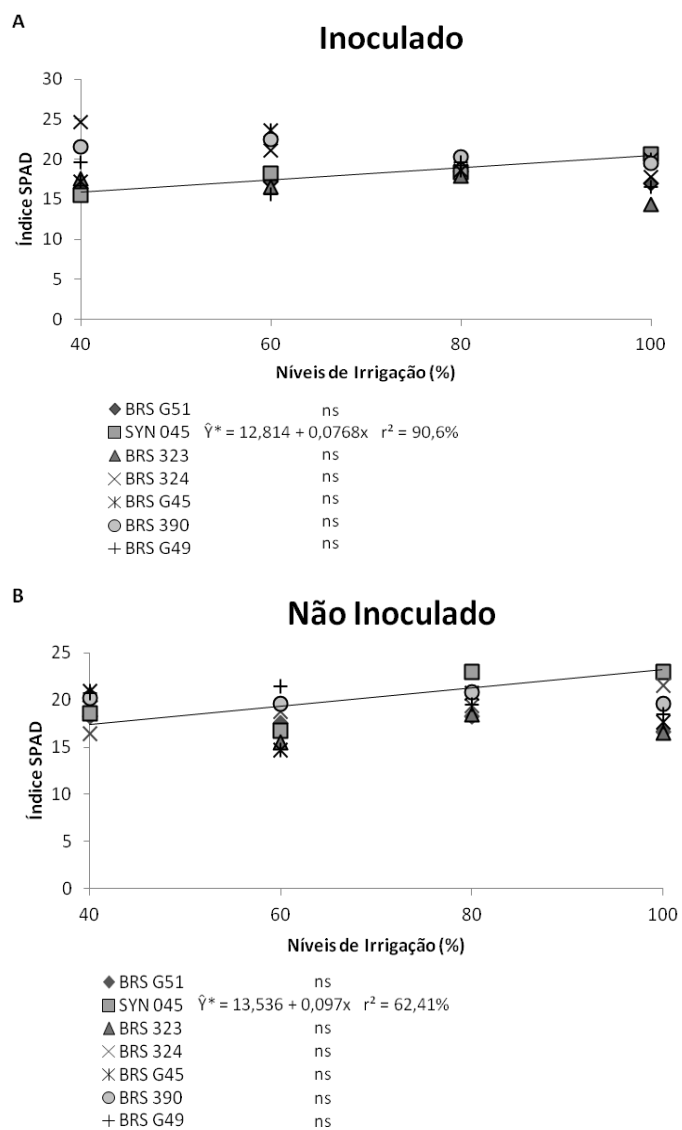 A
Inoculado
30
25
20
15
10
5
0
Índice SPAD
40 60 80 100
Níveis de Irrigação (%)
BRS G51 ns
SYN 045 Ŷ* = 12,814 + 0,0768x r² = 90,6%
BRS 323 ns
BRS 324 ns
BRS G45 ns
BRS 390 ns
BRS G49 ns
B
Não Inoculado
25
20
15
10
5
0
Índice SPAD
40 60 80 100
Níveis de Irrigação (%)
BRS G51 ns
SYN 045 Ŷ* = 13,536 + 0,097x r² = 62,41%
BRS 323 ns
BRS 324 ns
BRS G45 ns
BRS 390 ns
BRS G49 ns